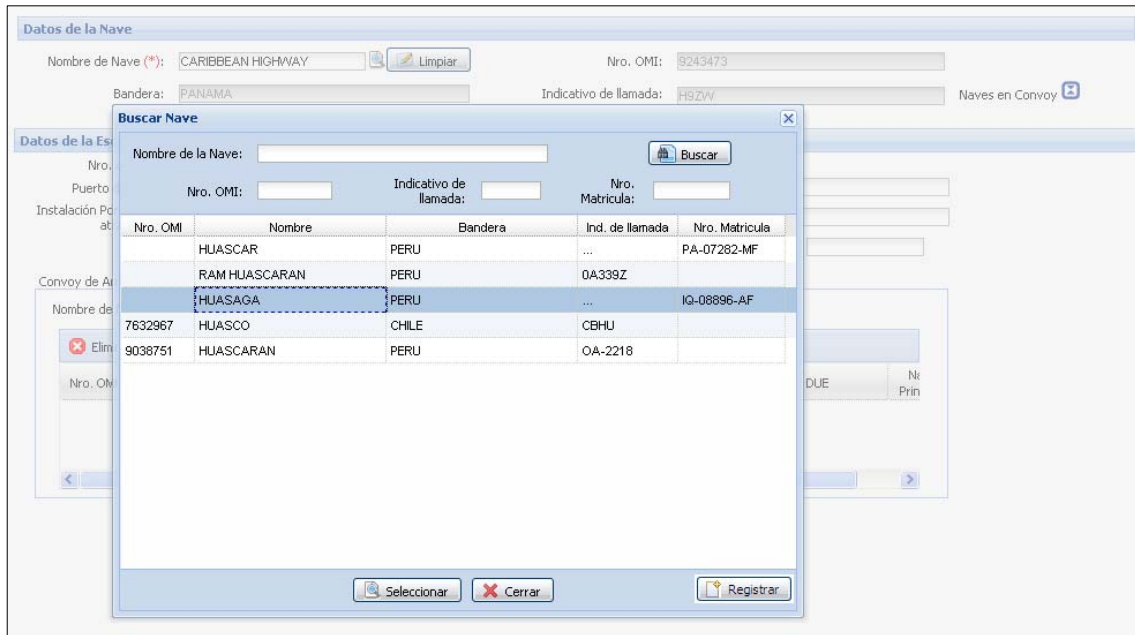 Datos de la Nave
Nombre de Nave (*): CARIBBEAN HIGHWAY Limpiar Nro. OMI: 9243473
Bandera: PANAMA Indicativo de llamada: H9ZW Naves en Convoy
Buscar Nave
Datos de la Es
Nombre de la Nave: Buscar
Nro.
Puerto
Nro. OMI: Indicativo de llamada: Nro. Matricula:
Instalación Po
at
Nro. OMI Nombre Bandera Ind. de llamada Nro. Matricula
HUASCAR PERU ... PA-07282-MF
RAM HUASCARAN PERU 0A339Z
Convoy de Ar
HUASAGA PERU ... IQ-08896-AF
Nombre de
7632967 HUASCO CHILE CBHU
Elim
9038751 HUASCARAN PERU OA-2218
Nro. OM DUE Na
Prin
Seleccionar Cerrar Registrar